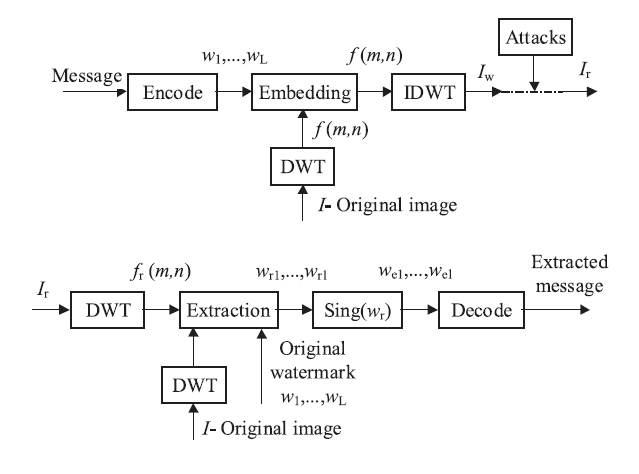 Attacks
w1,...,wL
f(m,n)
Iw
Ir
Message
Encode
Embedding
IDWT
f(m,n)
DWT
I- Original image
Ir
fr (m,n)
wr1,...,wr1
we1,...,we1
Extracted
message
DWT
Extraction
Sing(wr)
Decode
Original
watermark
w1,...,wL
DWT
I- Original image